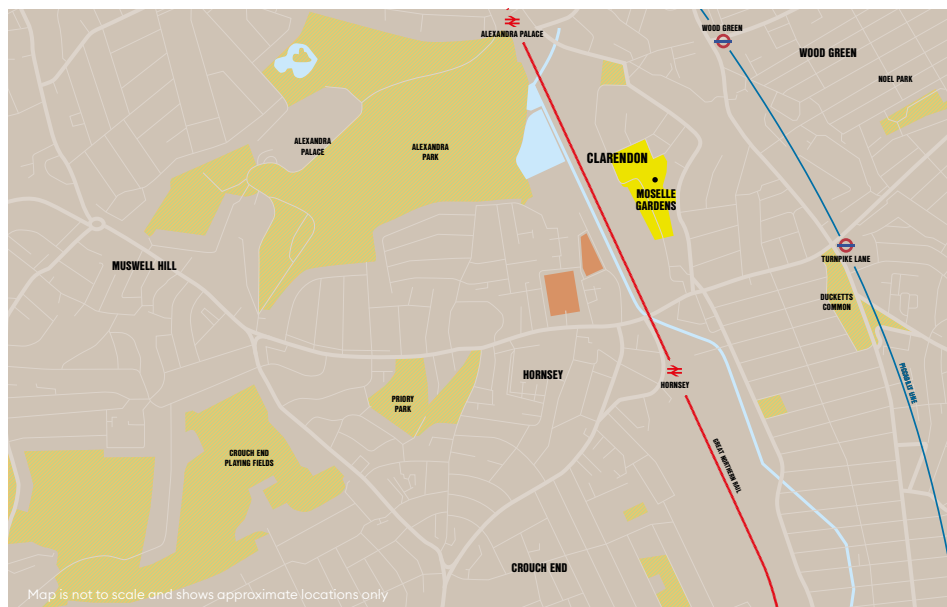 ALEXANDRA PALACE
WOOD GREEN
WOOD GREEN
NOEL PARK
ALEXANDRA
PALACE
ALEXANDRA
PARK
CLARENDON
MOSELLE
GARDENS
MUSWELL HILL
TURNPIKE LANE
DUCKETTS
COMMON
HORNSEY
HORNSEY
PICCADILLY LINE
PRIORY
PARK
CROUCH END
PLAYING FIELDS
GREAT NORTHERN RAIL
CROUCH END
Map is not to scale and shows approximate locations only